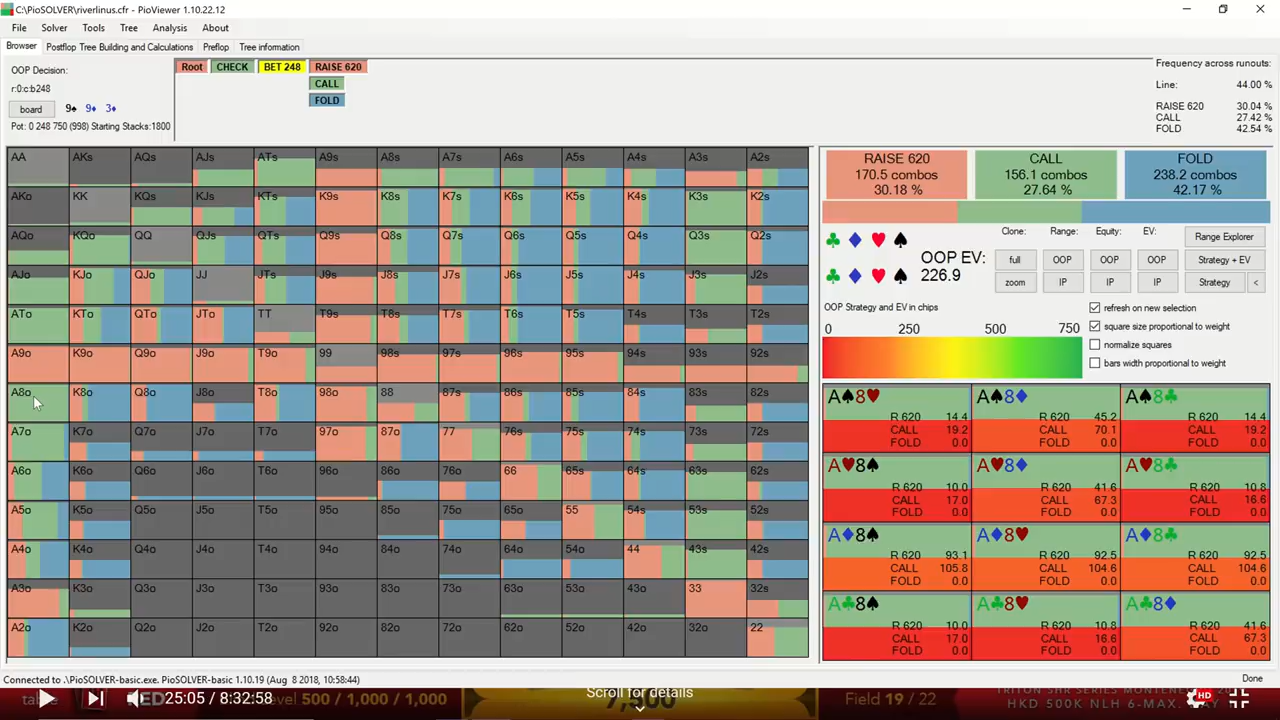 C:\PioSOLVER\riverlinus.cfr - PioViewer 1.10.22.12
File Solver Tools Tree Analysis About
Browser Postflop Tree Building and Calculations Preflop Tree information
OOP Decision:
r:0:c:b248
board 9♠ 9♦ 3♦
Pot: 0 248 750 (998) Starting Stacks:1800
Root CHECK BET 248 RAISE 620
CALL
FOLD
Frequency across runouts:
Line: 44.00 %
RAISE 620 30.04 %
CALL 27.42 %
FOLD 42.54 %
AA AKs AQs AJs ATs A9s A8s A7s A6s A5s A4s A3s A2s
AKo KK KQs KJs KTs K9s K8s K7s K6s K5s K4s K3s K2s
AQo KQo QQ QJs QTs Q9s Q8s Q7s Q6s Q5s Q4s Q3s Q2s
AJo KJo QJo JJ JTs J9s J8s J7s J6s J5s J4s J3s J2s
ATo KTo QTo JTo TT T9s T8s T7s T6s T5s T4s T3s T2s
A9o K9o Q9o J9o T9o 99 98s 97s 96s 95s 94s 93s 92s
A8o K8o Q8o J8o T8o 98o 88 87s 86s 85s 84s 83s 82s
A7o K7o Q7o J7o T7o 97o 87o 77 76s 75s 74s 73s 72s
A6o K6o Q6o J6o T6o 96o 86o 76o 66 65s 64s 63s 62s
A5o K5o Q5o J5o T5o 95o 85o 75o 65o 55 54s 53s 52s
A4o K4o Q4o J4o T4o 94o 84o 74o 64o 54o 44 43s 42s
A3o K3o Q3o J3o T3o 93o 83o 73o 63o 53o 43o 33 32s
A2o K2o Q2o J2o T2o 92o 82o 72o 62o 52o 42o 32o 22
RAISE 620 CALL FOLD
170.5 combos 156.1 combos 238.2 combos
30.18 % 27.64 % 42.17 %
♣ ♦ ♥ ♠
♣ ♦ ♥ ♠
OOP EV:
226.9
Clone: Range: Equity: EV:
full OOP OOP OOP
zoom IP IP IP
Range Explorer
Strategy + EV
Strategy <
OOP Strategy and EV in chips
0 250 500 750
refresh on new selection
square size proportional to weight
normalize squares
bars width proportional to weight
A♠8♥ A♠8♦ A♠8♣
R 620 14.4 R 620 45.2 R 620 14.4
CALL 19.2 CALL 70.1 CALL 19.2
FOLD 0.0 FOLD 0.0 FOLD 0.0
A♥8♠ A♥8♦ A♥8♣
R 620 10.0 R 620 41.6 R 620 10.8
CALL 17.0 CALL 67.3 CALL 16.6
FOLD 0.0 FOLD 0.0 FOLD 0.0
A♦8♠ A♦8♥ A♦8♣
R 620 93.1 R 620 92.5 R 620 92.5
CALL 105.8 CALL 104.6 CALL 104.6
FOLD 0.0 FOLD 0.0 FOLD 0.0
A♣8♠ A♣8♥ A♣8♦
R 620 10.0 R 620 10.8 R 620 41.6
CALL 17.0 CALL 16.6 CALL 67.3
FOLD 0.0 FOLD 0.0 FOLD 0.0
Connected to .\PioSOLVER-basic.exe. PioSOLVER-basic 1.10.19 (Aug 8 2018, 10:58:44) Done
25:05 / 8:32:58
500 / 1,000 / 1,000
7,500
Scroll for details
Field 19 / 22
HD
HKD 500K NLH 6-MAX.